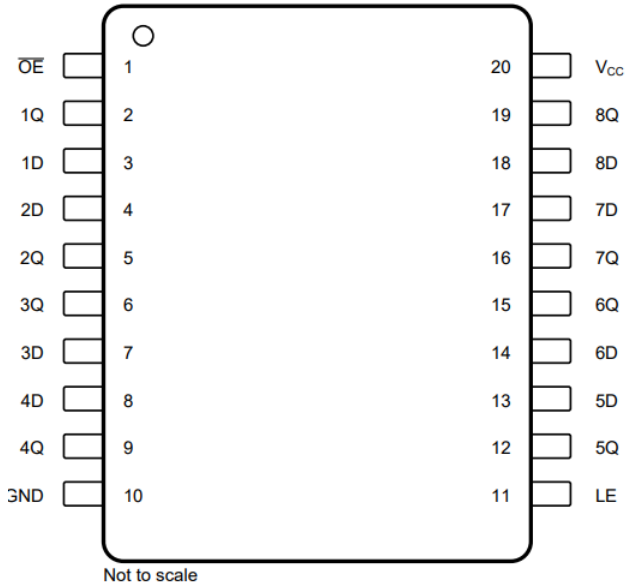 O̅E̅ 1 20 VCC
1Q 2 19 8Q
1D 3 18 8D
2D 4 17 7D
2Q 5 16 7Q
3Q 6 15 6Q
3D 7 14 6D
4D 8 13 5D
4Q 9 12 5Q
GND 10 11 LE
Not to scale